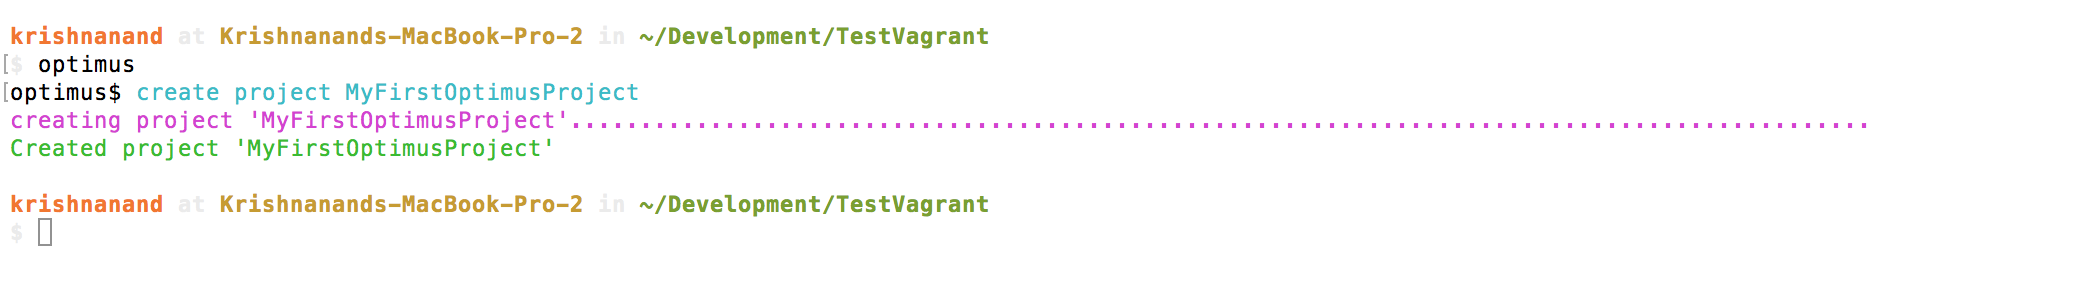 krishnanand at Krishnanands-MacBook-Pro-2 in ~/Development/TestVagrant
[$ optimus
[optimus$ create project MyFirstOptimusProject
creating project 'MyFirstOptimusProject'.............................................................................................
Created project 'MyFirstOptimusProject'
krishnanand at Krishnanands-MacBook-Pro-2 in ~/Development/TestVagrant
$